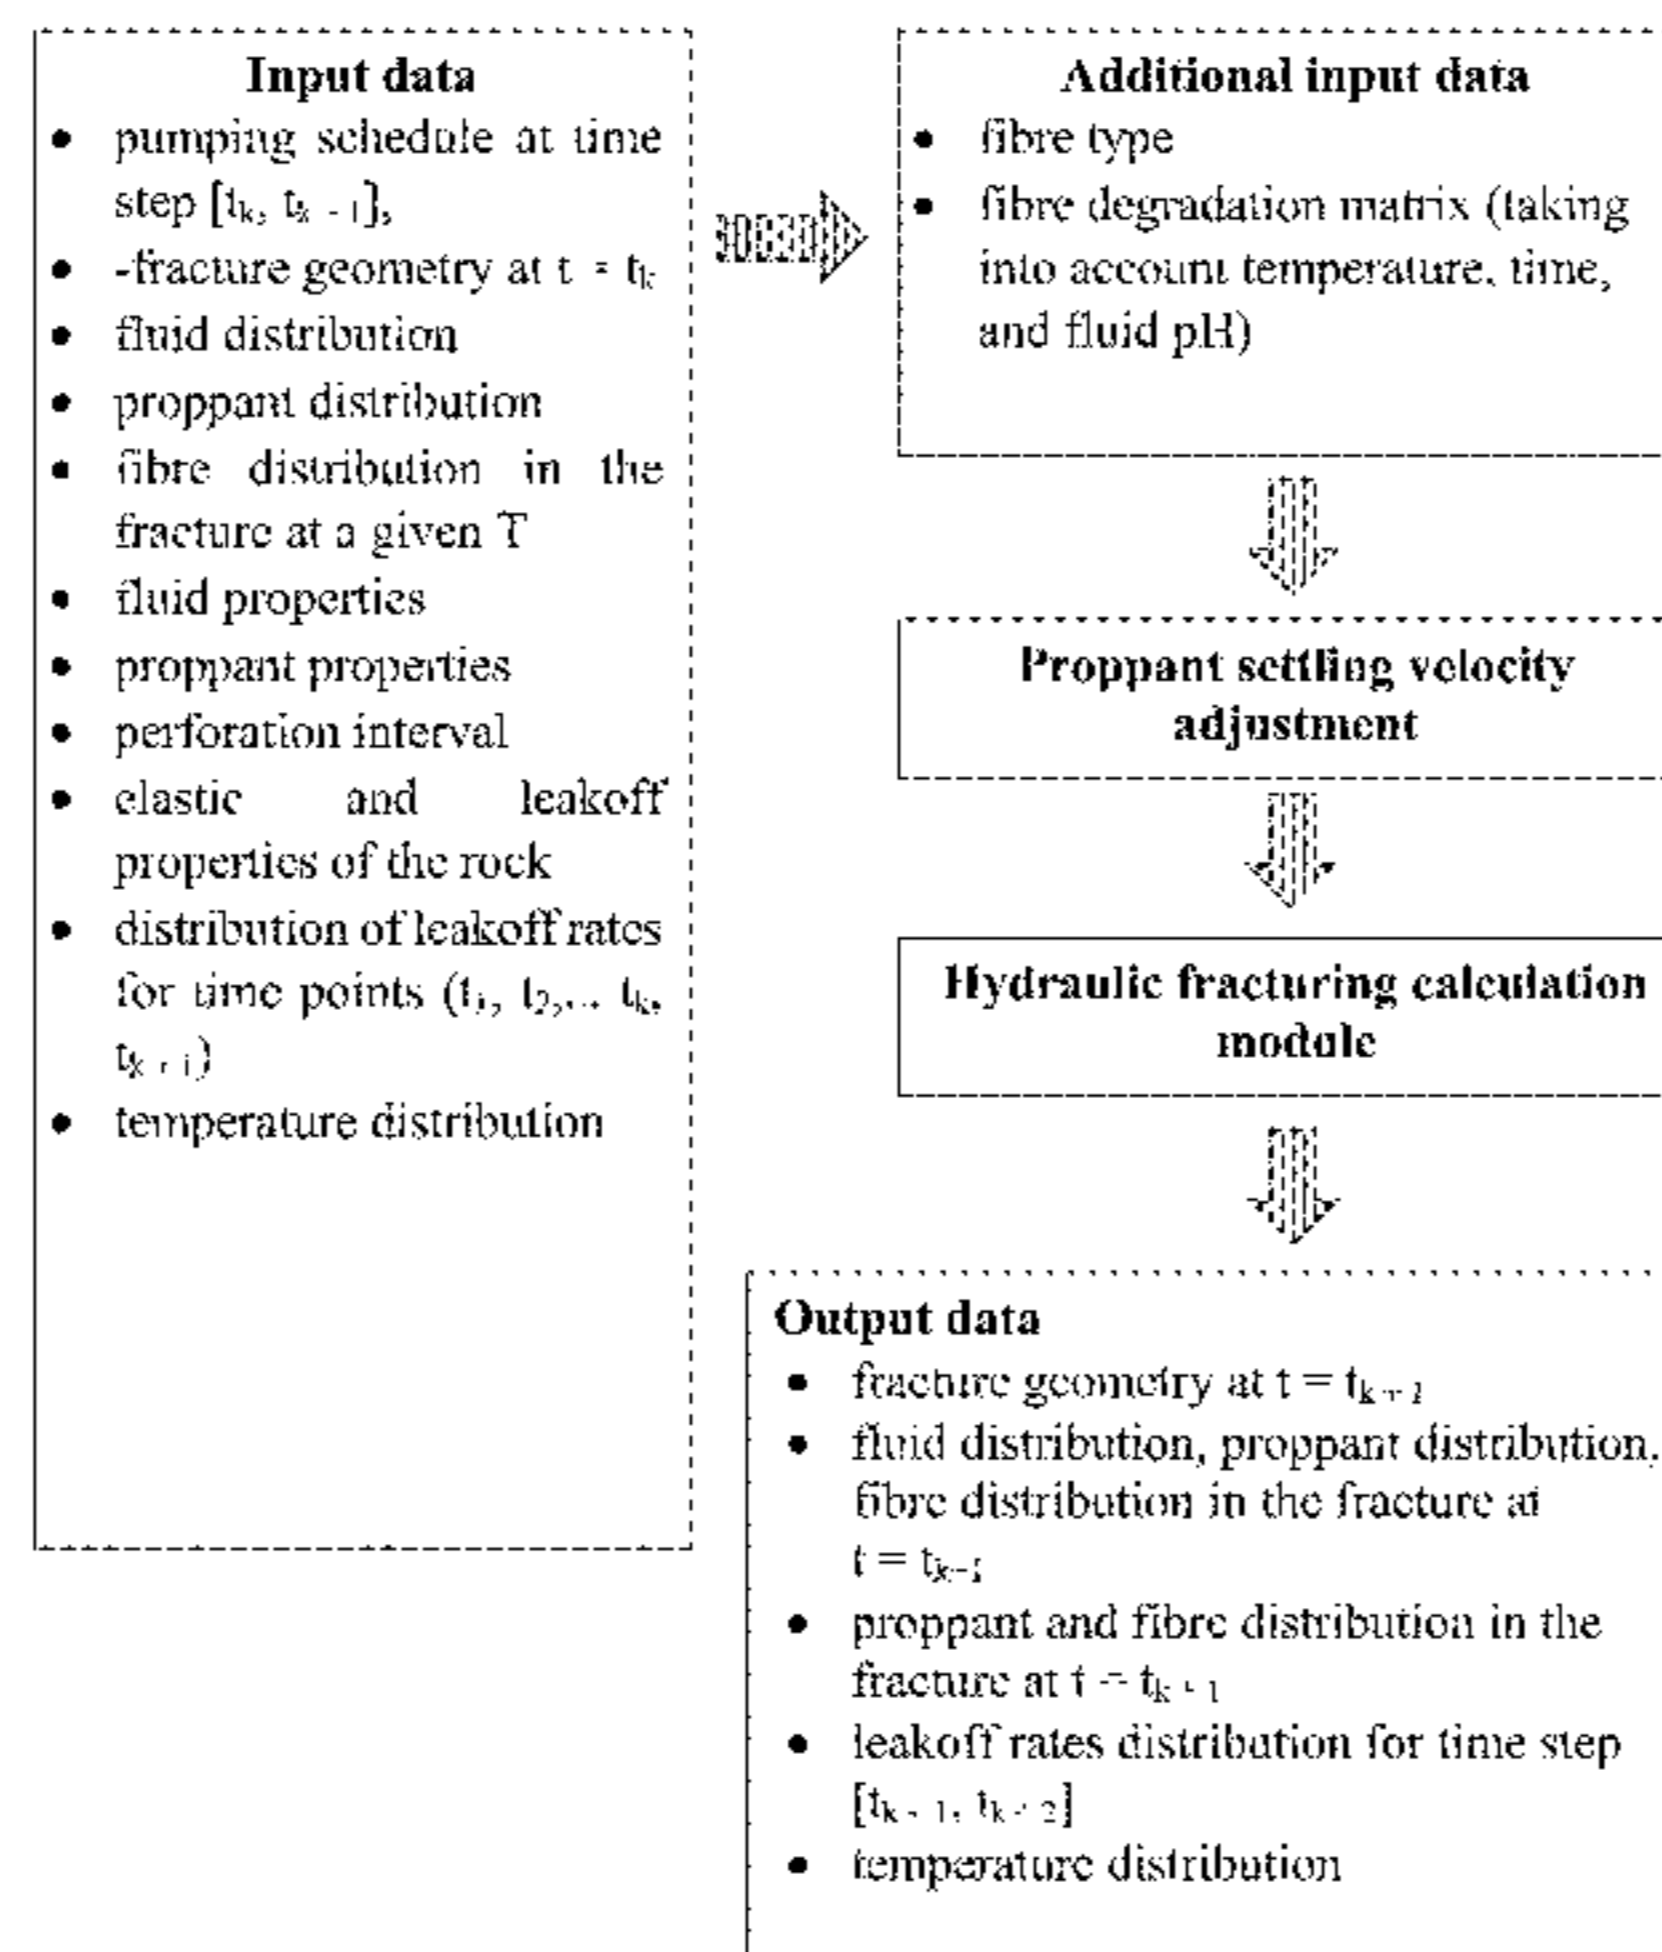 Input data
• pumping schedule at time
step [tₖ, tₖ₊₁],
• -fracture geometry at t = tₖ
• fluid distribution
• proppant distribution
• fibre distribution in the
fracture at a given T
• fluid properties
• proppant properties
• perforation interval
• elastic and leakoff
properties of the rock
• distribution of leakoff rates
for time points (t₁, t₂,... tₖ,
tₖ₊₁)
• temperature distribution
Additional input data
• fibre type
• fibre degradation matrix (taking
into account temperature, time,
and fluid pH)
Proppant settling velocity
adjustment
Hydraulic fracturing calculation
module
Output data
• fracture geometry at t = tₖ₊₁
• fluid distribution, proppant distribution,
fibre distribution in the fracture at
t = tₖ₊₁
• proppant and fibre distribution in the
fracture at t = tₖ₊₁
• leakoff rates distribution for time step
[tₖ₊₁, tₖ₊₂]
• temperature distribution